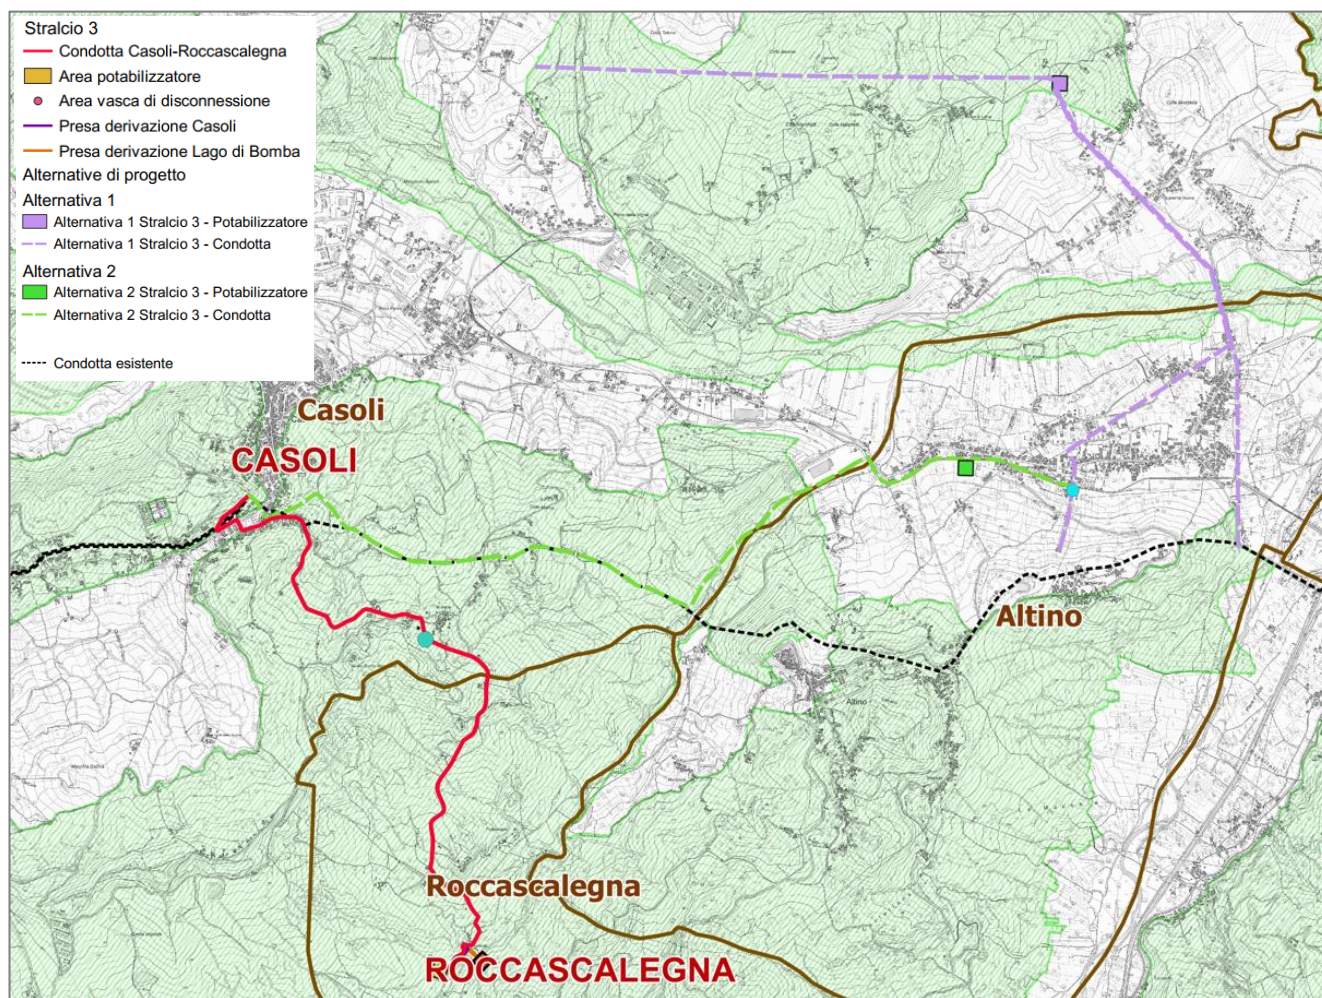 Stralcio 3
Condotta Casoli-Roccascalegna
Area potabilizzatore
Area vasca di disconnessione
Presa derivazione Casoli
Presa derivazione Lago di Bomba
Alternative di progetto
Alternativa 1
Alternativa 1 Stralcio 3 - Potabilizzatore
Alternativa 1 Stralcio 3 - Condotta
Alternativa 2
Alternativa 2 Stralcio 3 - Potabilizzatore
Alternativa 2 Stralcio 3 - Condotta
Condotta esistente
Casoli
CASOLI
Altino
Altino
Roccascalegna
ROCCASCALEGNA